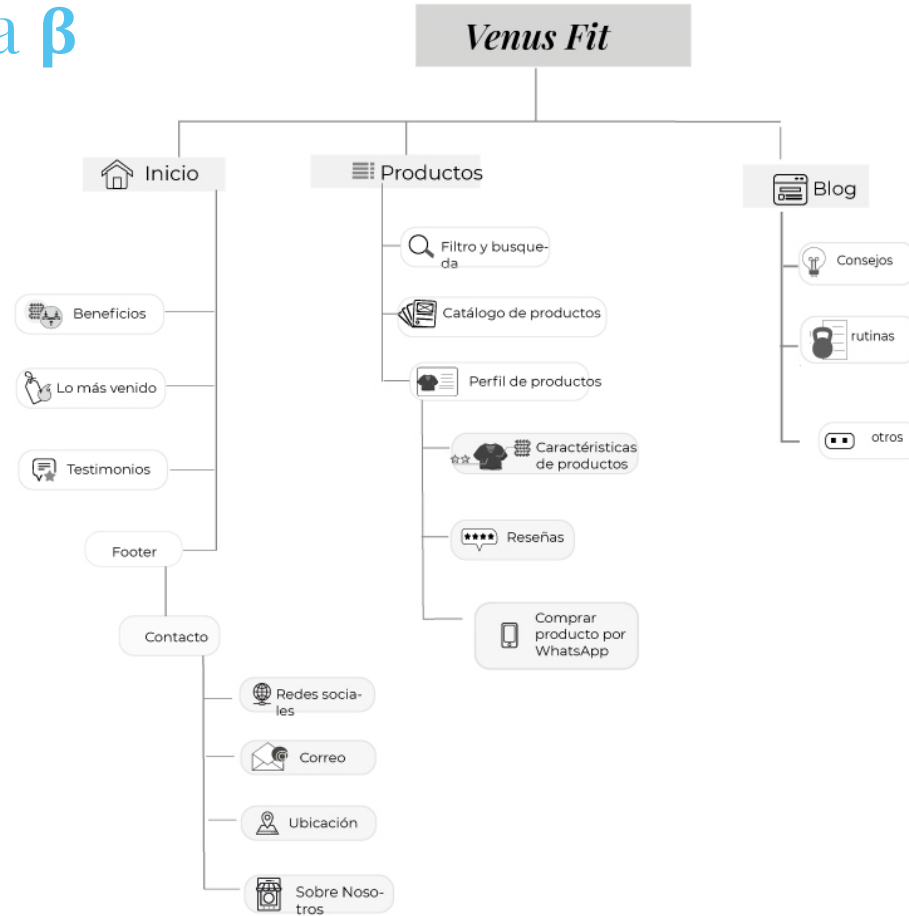 a β
Venus Fit
Inicio
Beneficios
Lo más venido
Testimonios
Footer
Contacto
Redes socia-
les
Correo
Ubicación
Sobre Noso-
tros
Productos
Filtro y busque-
da
Catálogo de productos
Perfil de productos
Caractéristicas
de productos
Reseñas
Comprar
producto por
WhatsApp
Blog
Consejos
rutinas
otros